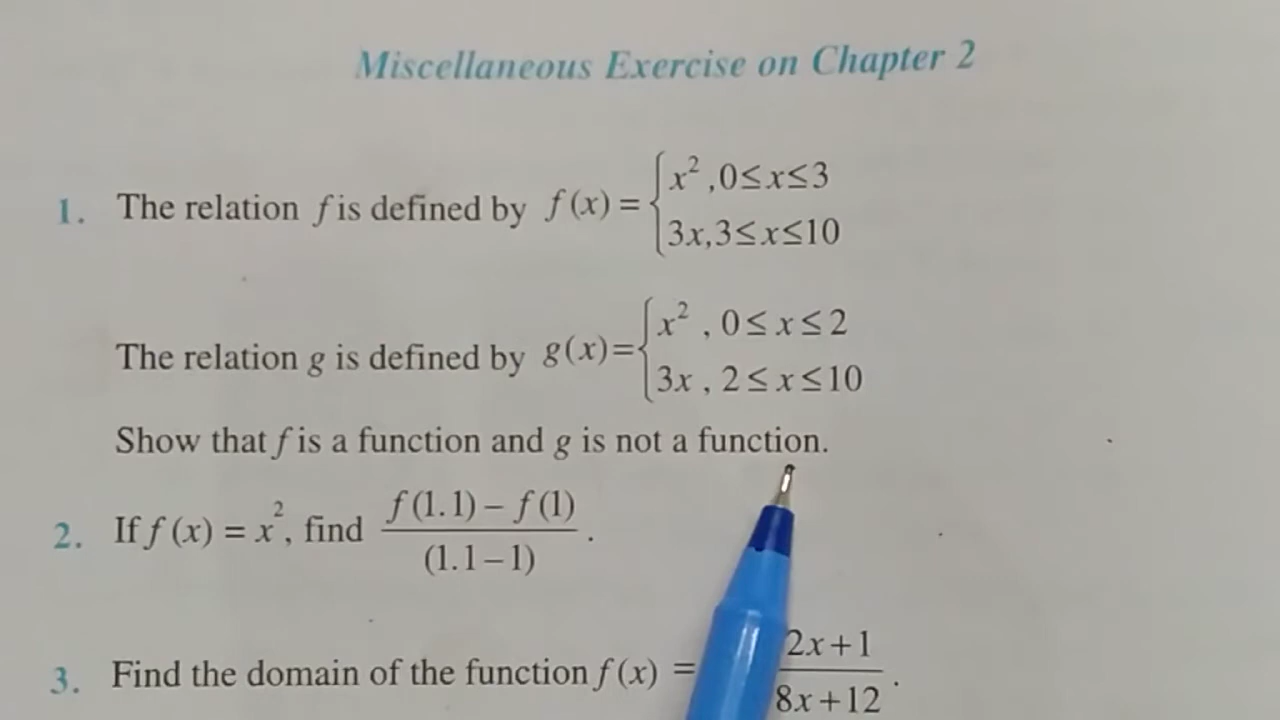 Miscellaneous Exercise on Chapter 2
1. The relation f is defined by f(x) = { x² ,0≤x≤3
3x,3≤x≤10
The relation g is defined by g(x)= { x² , 0≤x≤2
3x , 2≤x≤10
Show that f is a function and g is not a function.
2. If f(x) = x², find (f(1.1) – f(1)) / (1.1–1) .
3. Find the domain of the function f(x) = 2x+1 / 8x+12 .